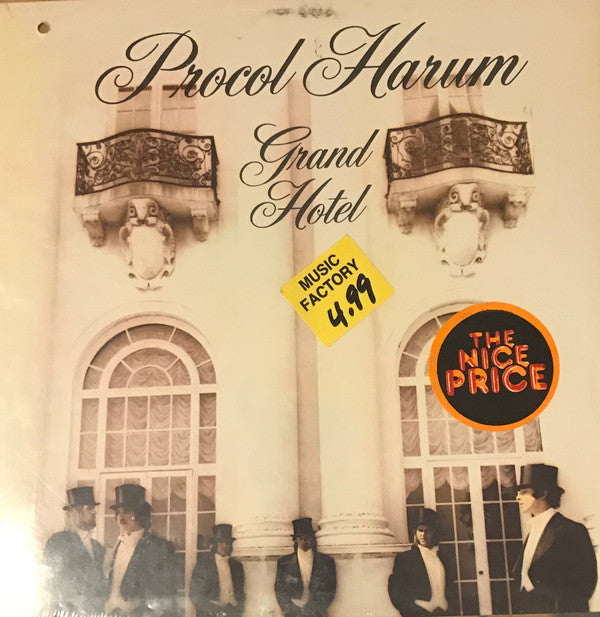 Procol Harum
Grand
Hotel
MUSIC
FACTORY
4.99
THE
NICE
PRICE